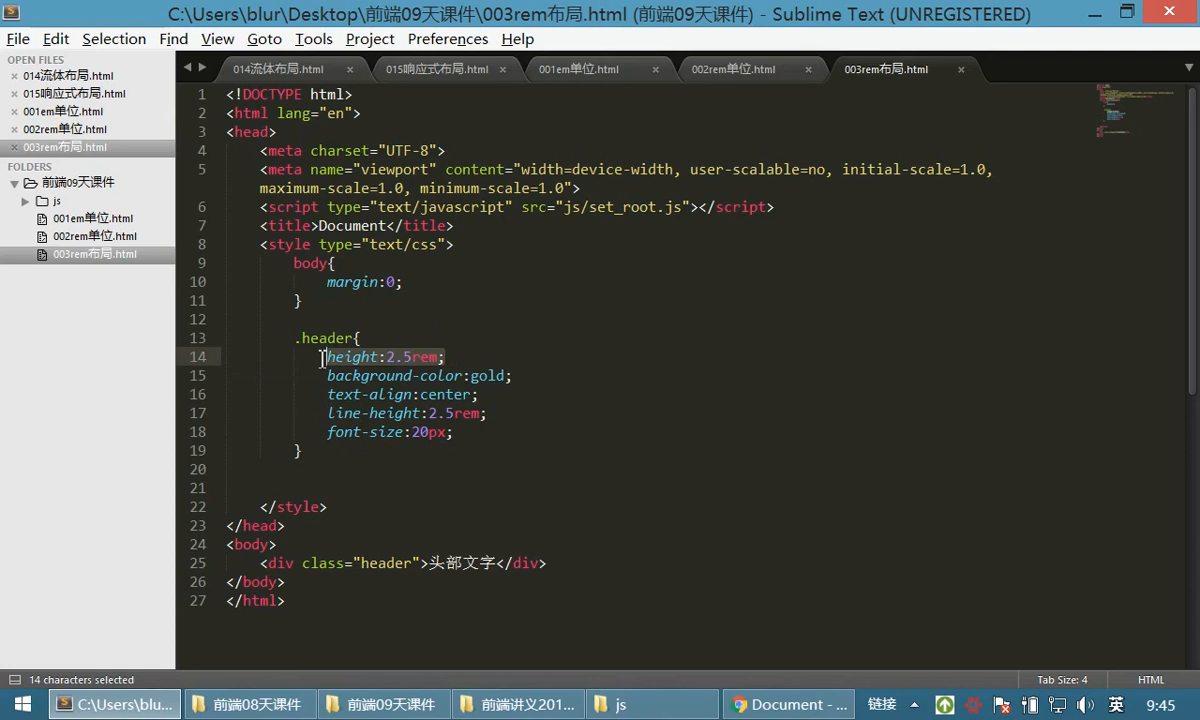 C:\Users\blur\Desktop\前端09天课件\003rem布局.html (前端09天课件) - Sublime Text (UNREGISTERED)
File Edit Selection Find View Goto Tools Project Preferences Help
OPEN FILES
014流体布局.html
015响应式布局.html
001em单位.html
002rem单位.html
003rem布局.html
FOLDERS
前端09天课件
js
001em单位.html
002rem单位.html
003rem布局.html
014流体布局.html 015响应式布局.html 001em单位.html 002rem单位.html 003rem布局.html
1 <!DOCTYPE html>
2 <html lang="en">
3 <head>
4 <meta charset="UTF-8">
5 <meta name="viewport" content="width=device-width, user-scalable=no, initial-scale=1.0,
maximum-scale=1.0, minimum-scale=1.0">
6 <script type="text/javascript" src="js/set_root.js"></script>
7 <title>Document</title>
8 <style type="text/css">
9 body{
10 margin:0;
11 }
12
13 .header{
14 height:2.5rem;
15 background-color:gold;
16 text-align:center;
17 line-height:2.5rem;
18 font-size:20px;
19 }
20
21
22 </style>
23 </head>
24 <body>
25 <div class="header">头部文字</div>
26 </body>
27 </html>
14 characters selected
Tab Size: 4
HTML
C:\Users\blu... 前端08天课件 前端09天课件 前端讲义201... js Document - ... 链接 英 9:45